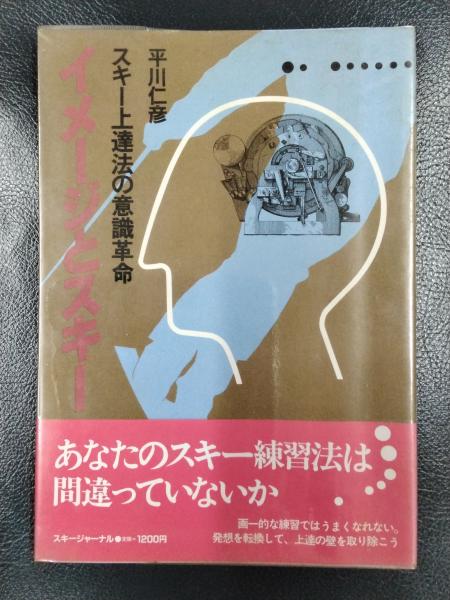 平川仁彦
スキー上達法の意識革命
イメージとスキー
あなたのスキー練習法は
間違っていないか
画一的な練習ではうまくなれない。
発想を転換して、上達の壁を取り除こう
スキージャーナル●定価=1200円